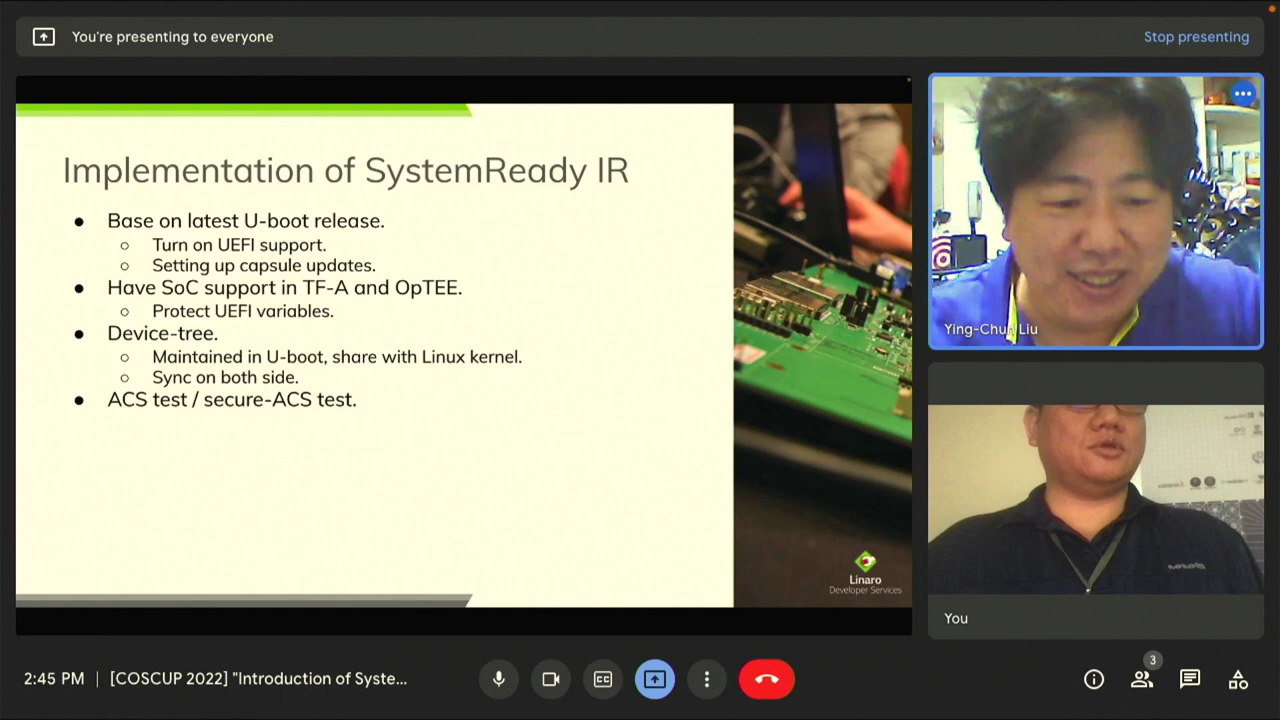 You're presenting to everyone
Stop presenting
Implementation of SystemReady IR
● Base on latest U-boot release.
○ Turn on UEFI support.
○ Setting up capsule updates.
● Have SoC support in TF-A and OpTEE.
○ Protect UEFI variables.
● Device-tree.
○ Maintained in U-boot, share with Linux kernel.
○ Sync on both side.
● ACS test / secure-ACS test.
Linaro
Developer Services
Ying-Chun Liu
You
2:45 PM | [COSCUP 2022] "Introduction of Syste...
3